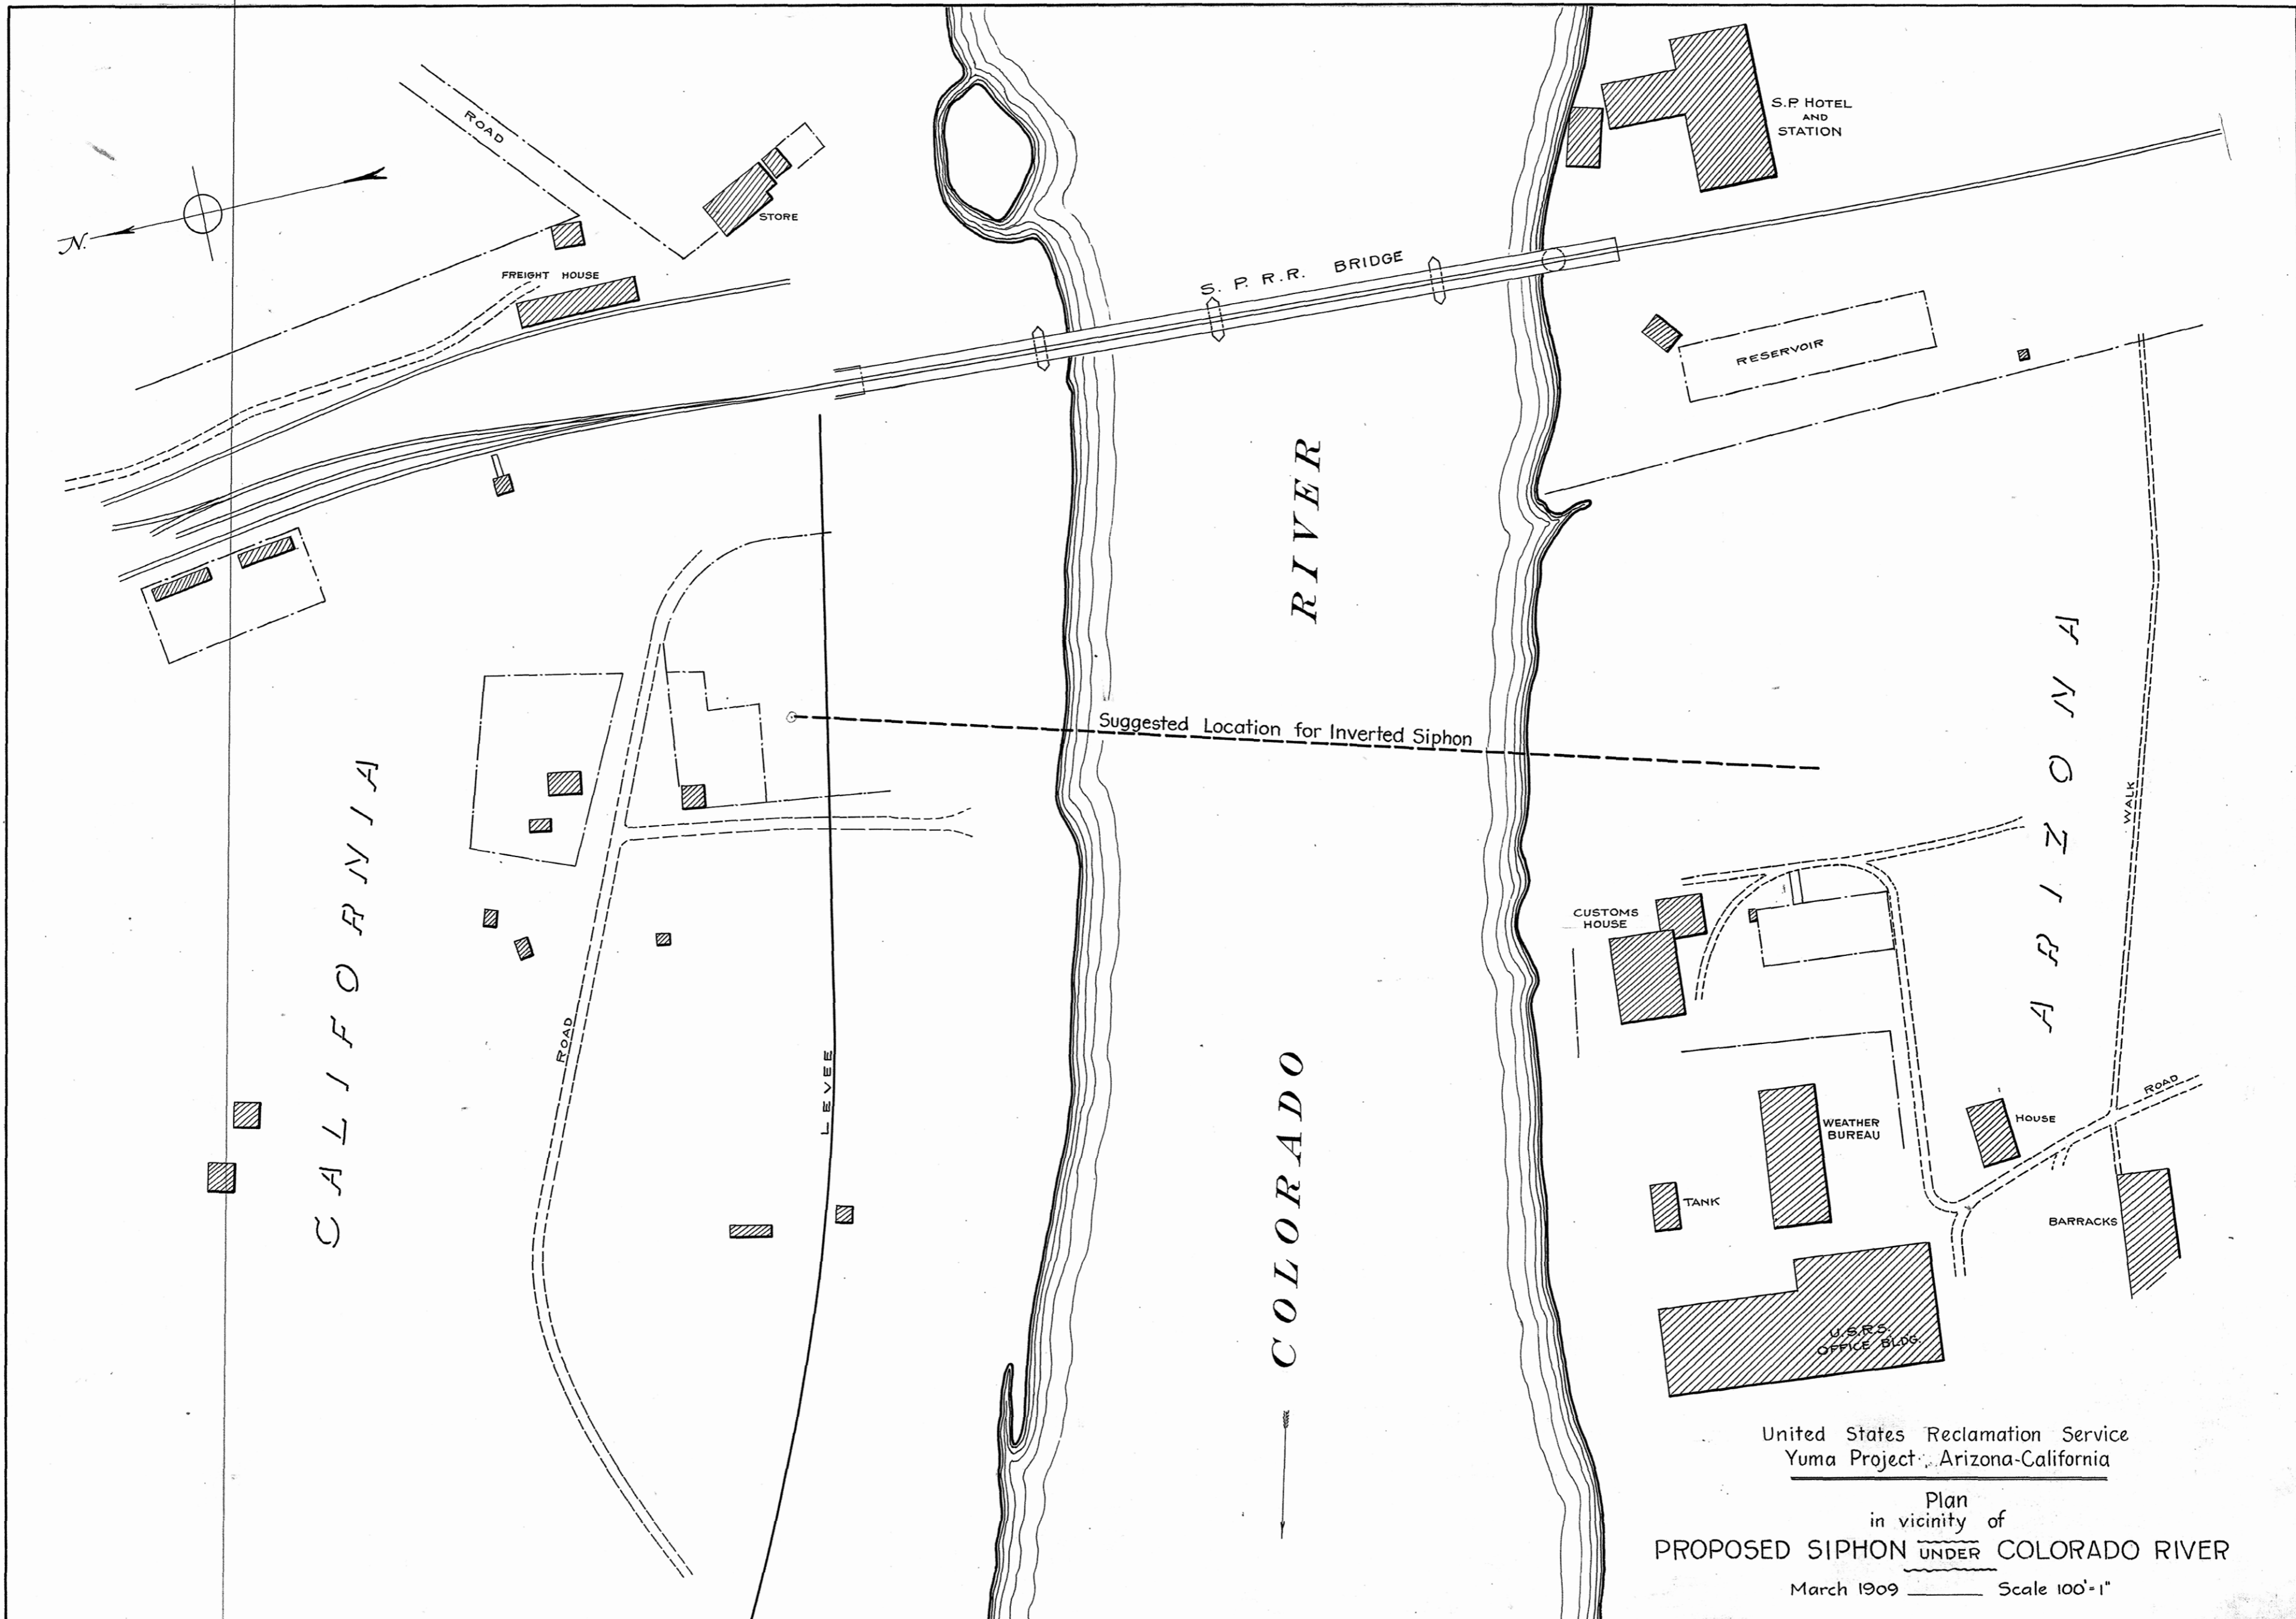 S.P. HOTEL
AND
STATION
ROAD
STORE
N.
FREIGHT HOUSE
S. P. R.R. BRIDGE
RESERVOIR
RIVER
ARIZONA
Suggested Location for Inverted Siphon
CALIFORNIA
WALK
CUSTOMS
HOUSE
ROAD
LEVEE
COLORADO
ROAD
HOUSE
WEATHER
BUREAU
TANK
BARRACKS
U.S.R.S.
OFFICE BLDG.
United States Reclamation Service
Yuma Project, Arizona-California
Plan
in vicinity of
PROPOSED SIPHON UNDER COLORADO RIVER
March 1909 Scale 100'=1"